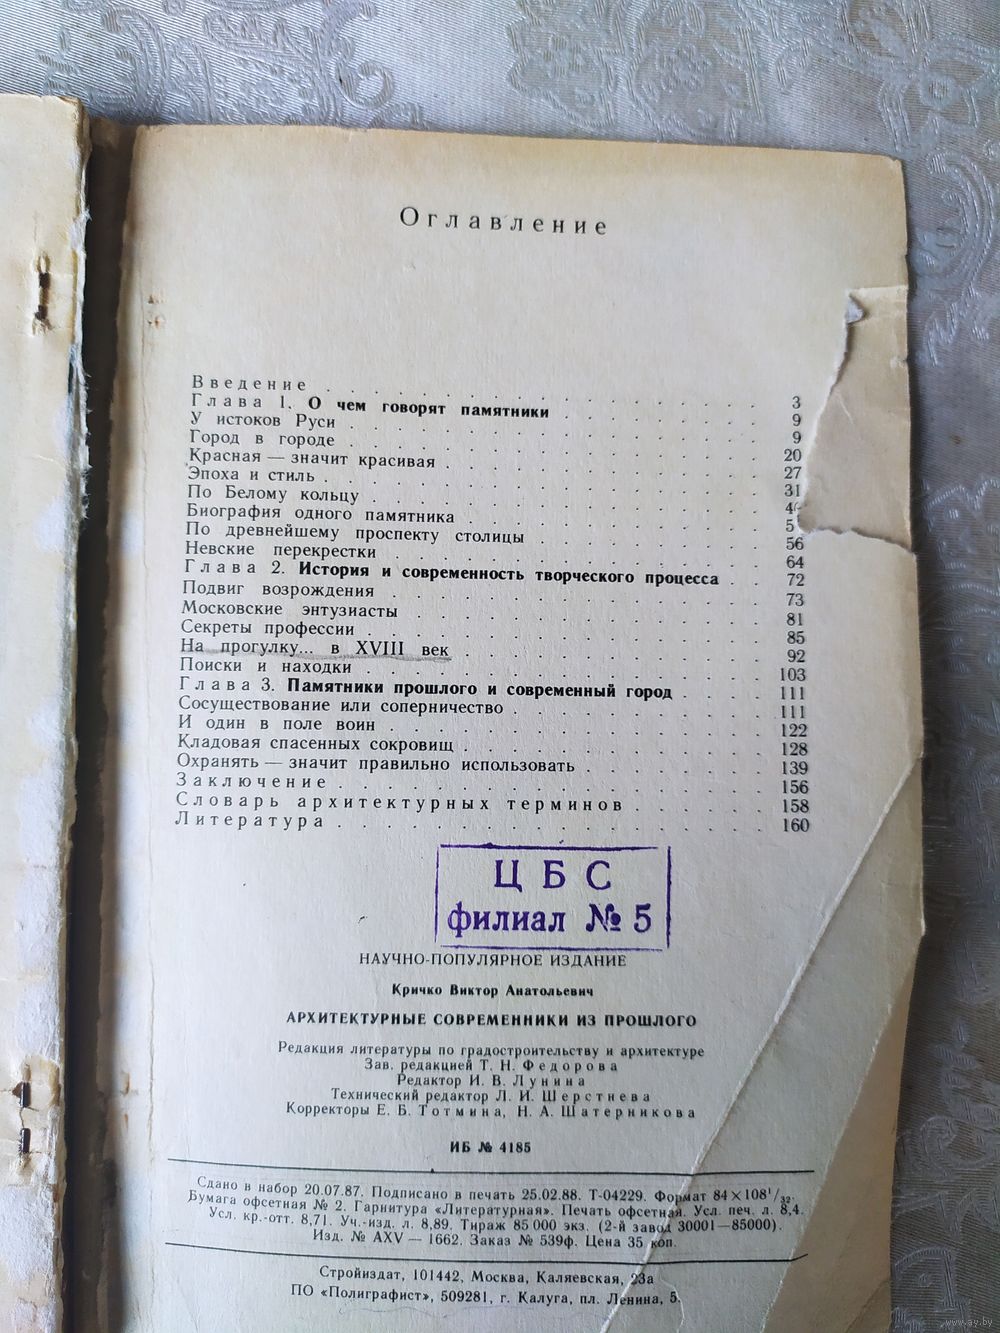 Оглавление
Введение . . . . . . . . . . 3
Глава 1. О чем говорят памятники . . . . . . 9
У истоков Руси . . . . . . . . . . 9
Город в городе . . . . . . . . . . 20
Красная — значит красивая . . . . . . . . 27
Эпоха и стиль . . . . . . . . . . 31
По Белому кольцу . . . . . . . . . .
Биография одного памятника . . . . . . . .
По древнейшему проспекту столицы . . . . . . 56
Невские перекрестки . . . . . . . . . 64
Глава 2. История и современность творческого процесса . . 72
Подвиг возрождения . . . . . . . . . 73
Московские энтузиасты . . . . . . . . . 81
Секреты профессии . . . . . . . . . 85
На прогулку... в XVIII век . . . . . . . . 92
Поиски и находки . . . . . . . . . 103
Глава 3. Памятники прошлого и современный город . . . 111
Сосуществование или соперничество . . . . . . 111
И один в поле воин . . . . . . . . . 122
Кладовая спасенных сокровищ . . . . . . . 128
Охранять — значит правильно использовать . . . . . 139
Заключение . . . . . . . . . . 156
Словарь архитектурных терминов . . . . . 158
Литература . . . . . . . . . . 160
ЦБС
филиал № 5
НАУЧНО-ПОПУЛЯРНОЕ ИЗДАНИЕ
Кричко Виктор Анатольевич
АРХИТЕКТУРНЫЕ СОВРЕМЕННИКИ ИЗ ПРОШЛОГО
Редакция литературы по градостроительству и архитектуре
Зав. редакцией Т. Н. Федорова
Редактор И. В. Лунина
Технический редактор Л. И. Шерстнева
Корректоры Е. Б. Тотмина, Н. А. Шатерникова
ИБ № 4185
Сдано в набор 20.07.87. Подписано в печать 25.02.88. Т-04229. Формат 84×108¹/₃₂.
Бумага офсетная № 2. Гарнитура «Литературная». Печать офсетная. Усл. печ. л. 8,4.
Усл. кр.-отт. 8,71. Уч.-изд. л. 8,89. Тираж 85 000 экз. (2-й завод 30001—85000).
Изд. № AXV — 1662. Заказ № 539ф. Цена 35 коп.
Стройиздат, 101442, Москва, Каляевская, 23а
ПО «Полиграфист», 509281, г. Калуга, пл. Ленина, 5.
www.ay.by